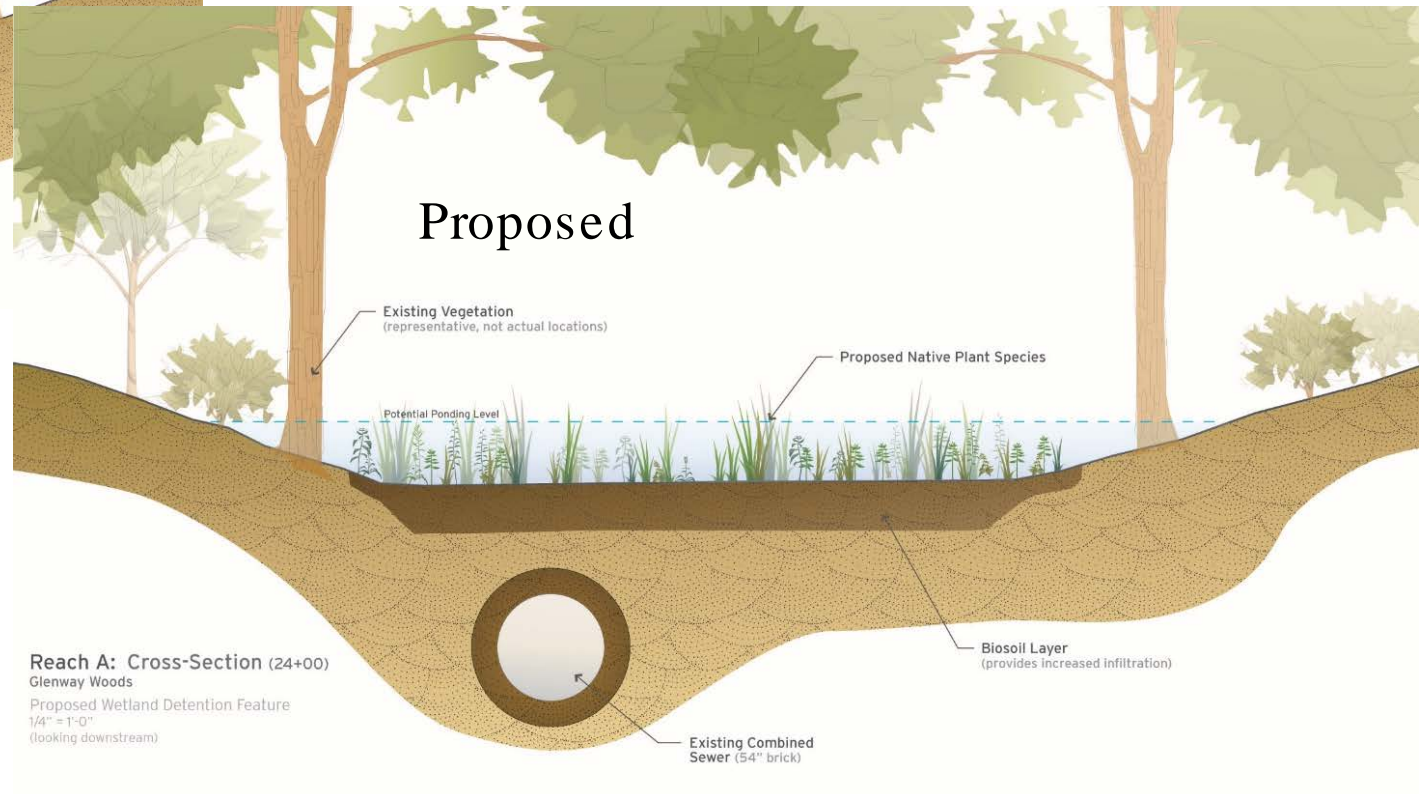 Proposed
Existing Vegetation
(representative, not actual locations)
Proposed Native Plant Species
Potential Ponding Level
Biosoil Layer
(provides increased infiltration)
Reach A: Cross-Section (24+00)
Glenway Woods
Proposed Wetland Detention Feature
1/4" = 1'-0"
(looking downstream)
Existing Combined
Sewer (54" brick)